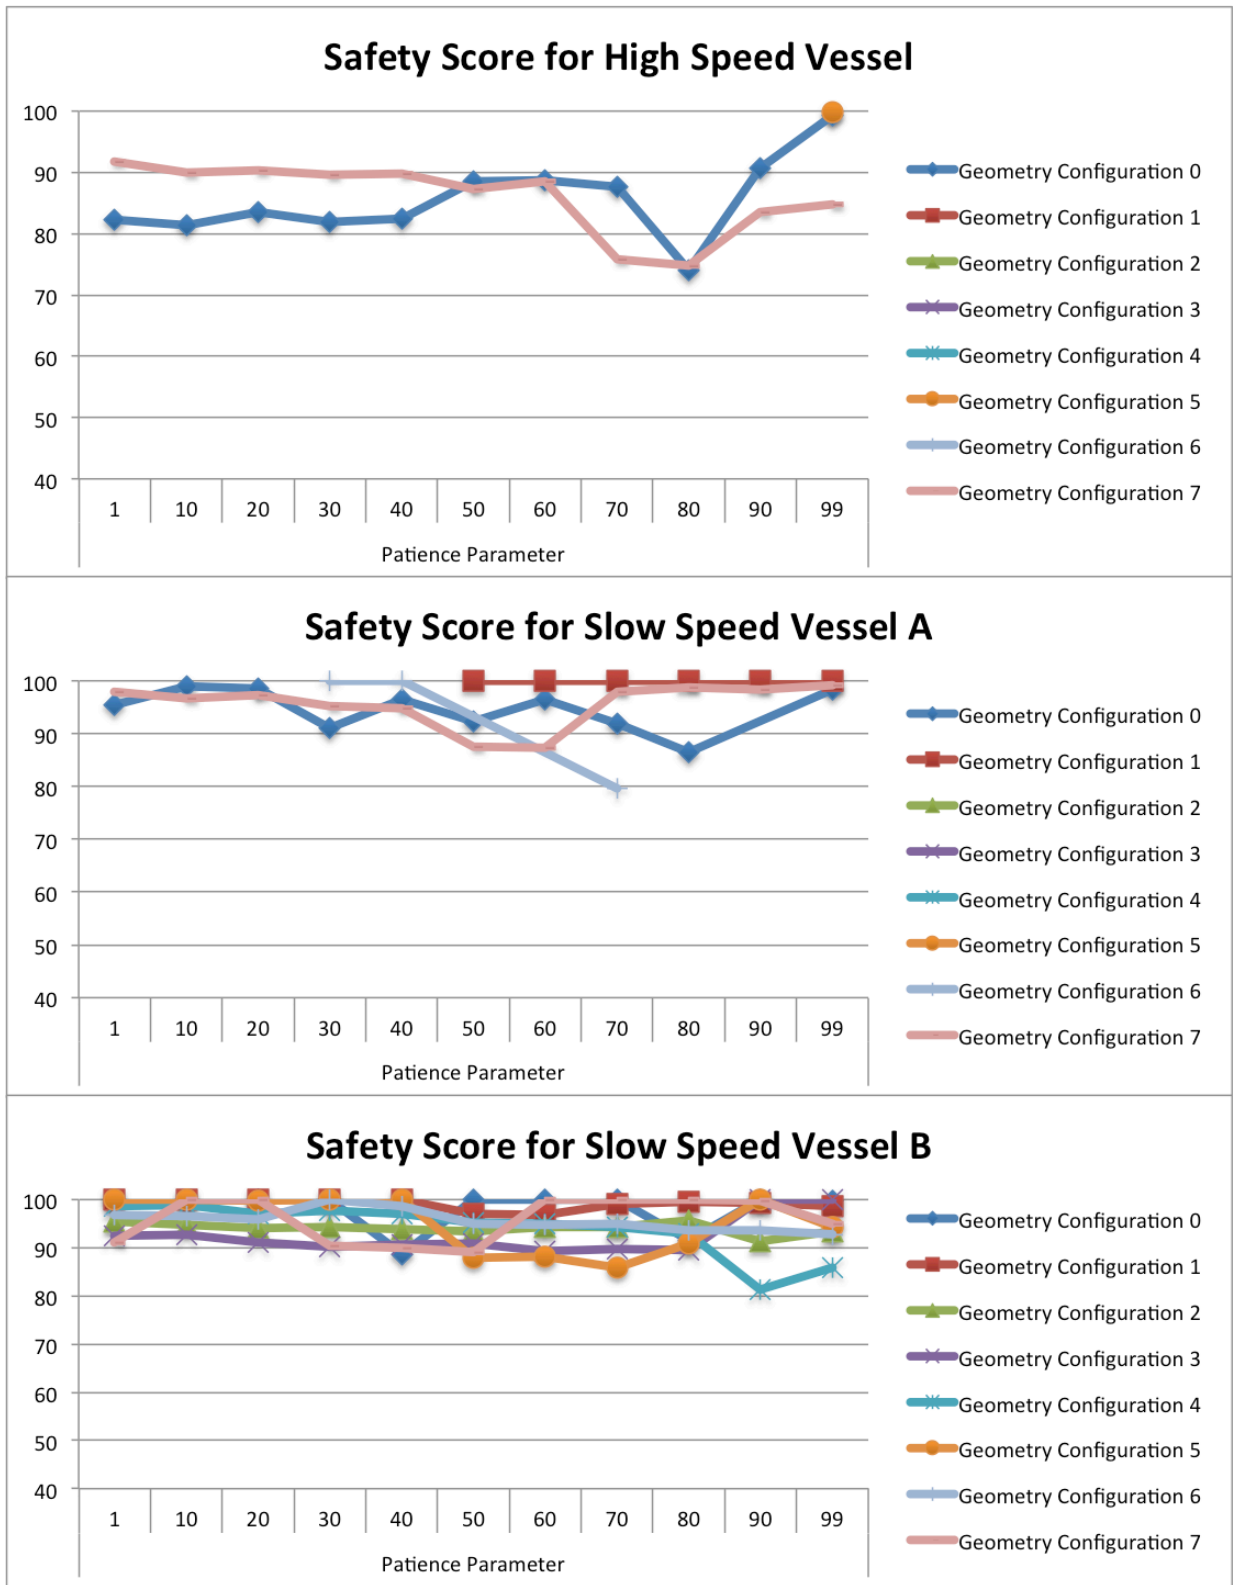 Safety Score for High Speed Vessel
100
90
80
70
60
50
40
1 10 20 30 40 50 60 70 80 90 99
Patience Parameter
Geometry Configuration 0
Geometry Configuration 1
Geometry Configuration 2
Geometry Configuration 3
Geometry Configuration 4
Geometry Configuration 5
Geometry Configuration 6
Geometry Configuration 7
Safety Score for Slow Speed Vessel A
100
90
80
70
60
50
40
1 10 20 30 40 50 60 70 80 90 99
Patience Parameter
Geometry Configuration 0
Geometry Configuration 1
Geometry Configuration 2
Geometry Configuration 3
Geometry Configuration 4
Geometry Configuration 5
Geometry Configuration 6
Geometry Configuration 7
Safety Score for Slow Speed Vessel B
100
90
80
70
60
50
40
1 10 20 30 40 50 60 70 80 90 99
Patience Parameter
Geometry Configuration 0
Geometry Configuration 1
Geometry Configuration 2
Geometry Configuration 3
Geometry Configuration 4
Geometry Configuration 5
Geometry Configuration 6
Geometry Configuration 7